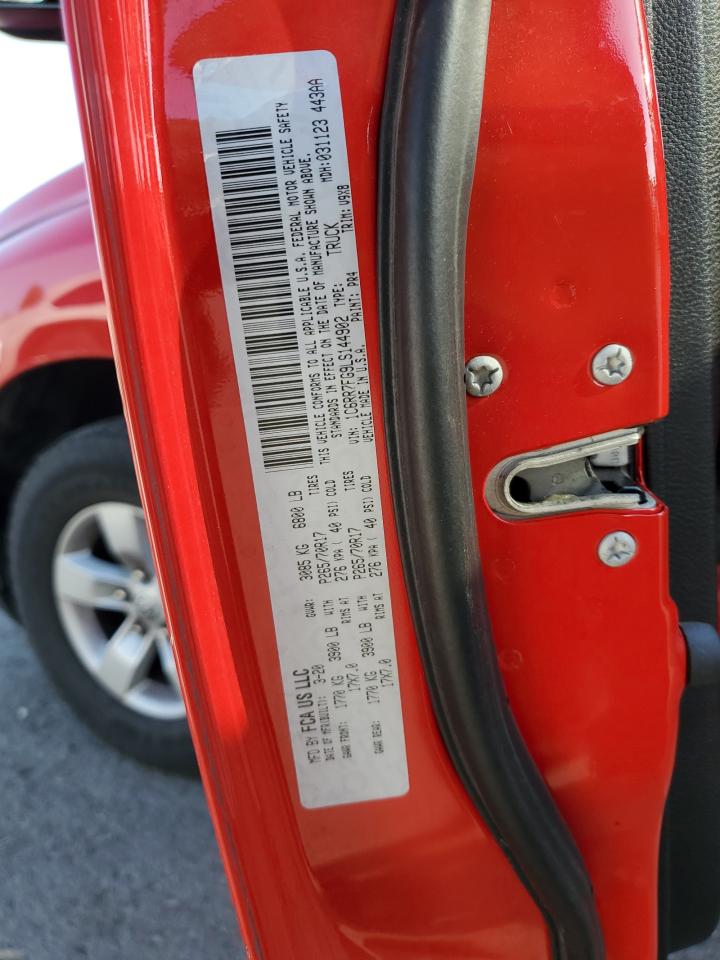 MFD BY FCA US LLC
DATE OF MFR(BUILT): 3-20 GVWR: 3085 KG 6800 LB
GAWR FRONT: 1770 KG 3900 LB WITH P265/70R17 TIRES
17X7.0 RIMS AT 276 KPA ( 40 PSI) COLD
GAWR REAR: 1770 KG 3900 LB WITH P265/70R17 TIRES
17X7.0 RIMS AT 276 KPA ( 40 PSI) COLD
THIS VEHICLE CONFORMS TO ALL APPLICABLE U.S.A. FEDERAL MOTOR VEHICLE SAFETY
STANDARDS IN EFFECT ON THE DATE OF MANUFACTURE SHOWN ABOVE.
VIN: 1C6RR7FG9LS144902 TYPE: TRUCK MDH:031123 443AA
VEHICLE MADE IN U.S.A. PAINT: PR4 TRIM: V9X8